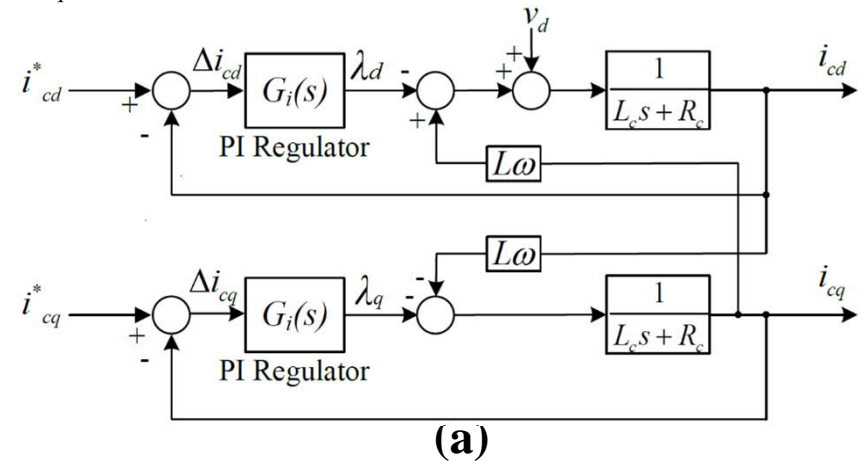 v_d
i*_cd
Δi_cd
G_i(s)
λ_d
-
+
+
1
L_c s + R_c
i_cd
+
-
PI Regulator
+
Lω
Lω
i*_cq
Δi_cq
G_i(s)
λ_q
-
-
1
L_c s + R_c
i_cq
+
-
PI Regulator
(a)